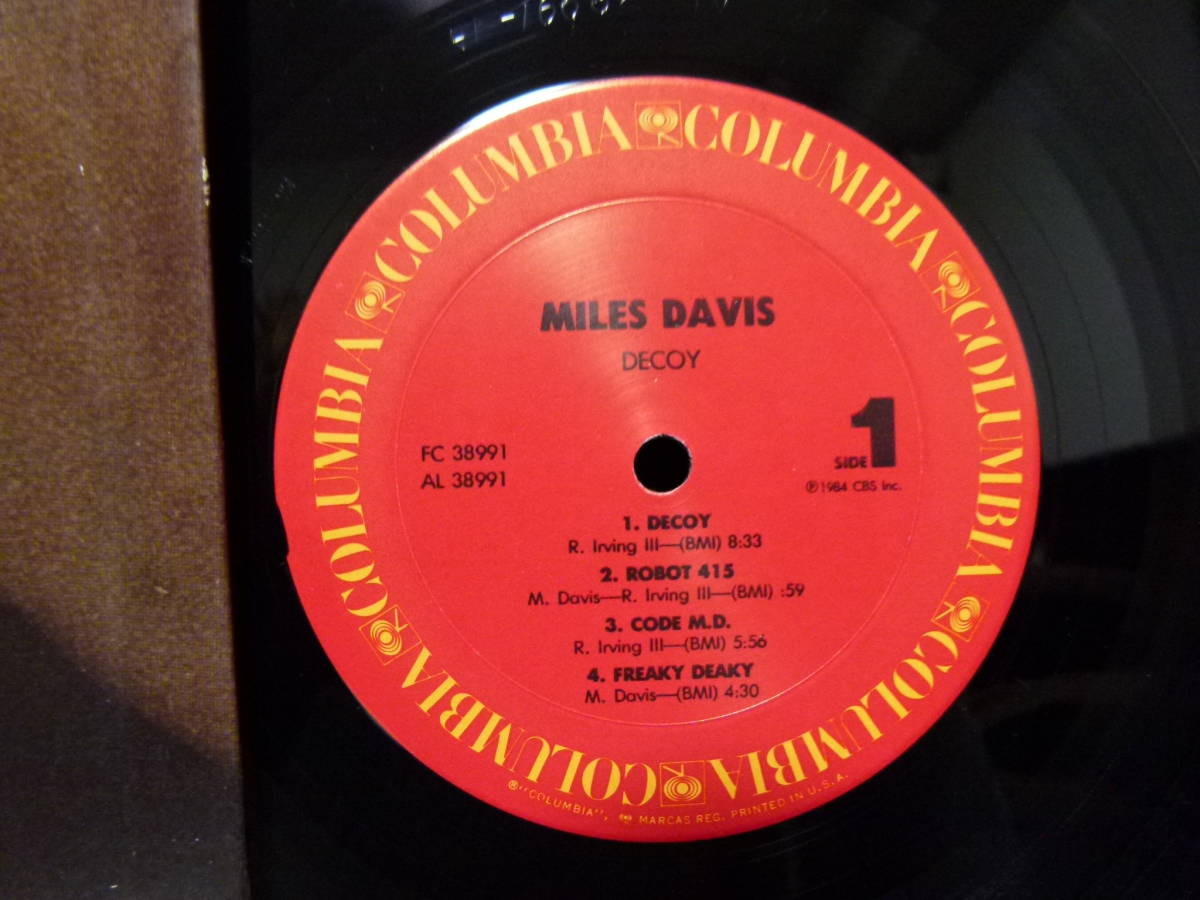 COLUMBIA COLUMBIA COLUMBIA COLUMBIA COLUMBIA COLUMBIA
MILES DAVIS
DECOY
FC 38991
AL 38991
SIDE 1
℗1984 CBS Inc.
1. DECOY
R. Irving III—(BMI) 8:33
2. ROBOT 415
M. Davis—R. Irving III—(BMI) :59
3. CODE M.D.
R. Irving III—(BMI) 5:56
4. FREAKY DEAKY
M. Davis—(BMI) 4:30
®"COLUMBIA", MARCAS REG. PRINTED IN U.S.A.